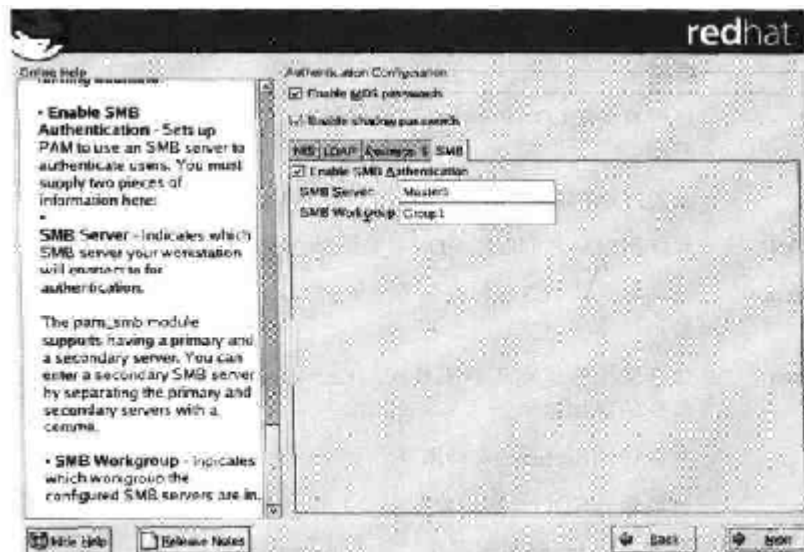 redhat
Online Help
• Enable SMB
Authentication - Sets up
PAM to use an SMB server to
authenticate users. You must
supply two pieces of
information here:
•
SMB Server - Indicates which
SMB server your workstation
will connect to for
authentication.
The pam_smb module
supports having a primary and
a secondary server. You can
enter a secondary SMB server
by separating the primary and
secondary servers with a
comma.
• SMB Workgroup - Indicates
which workgroup the
configured SMB servers are in.
Hide Help
Release Notes
Authentication Configuration
Enable MD5 passwords
Enable shadow passwords
NIS LDAP Kerberos 5 SMB
Enable SMB Authentication
SMB Server:
SMB Workgroup: Group1
Back
Next